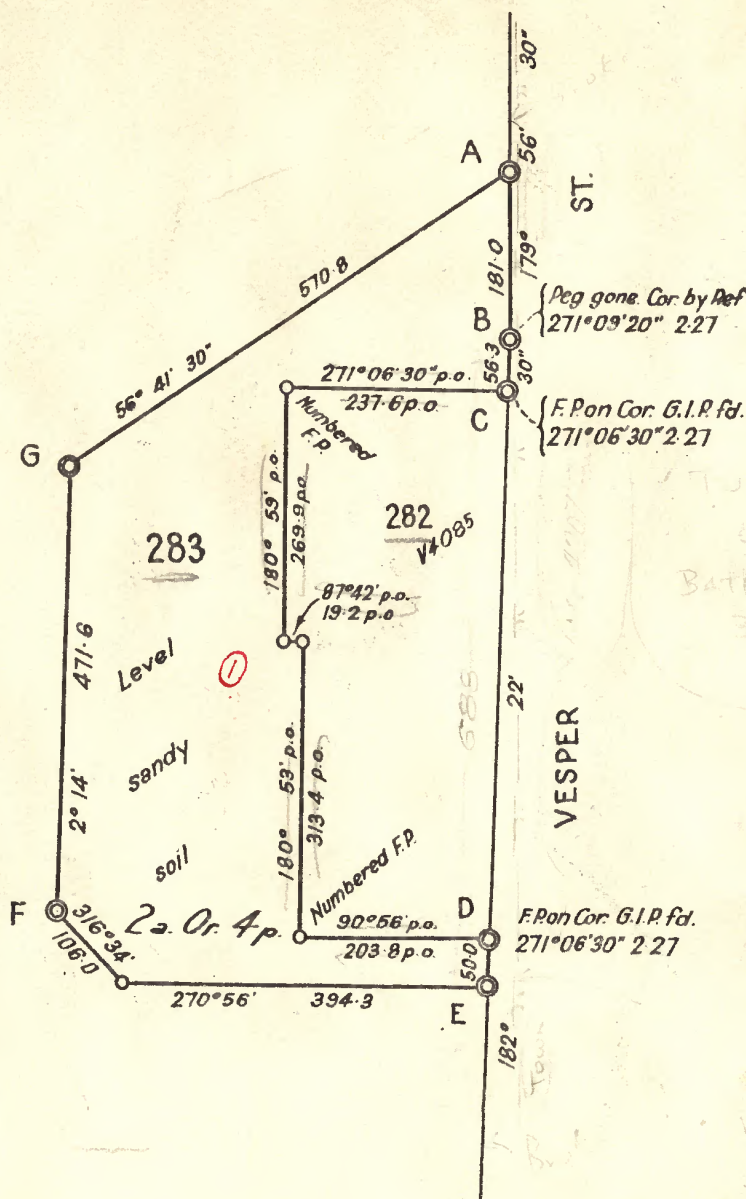 30"
A
56'
ST.
570·8
181·0
179°
Peg gone. Cor. by Ref
271°09'20" 2·27
B
56·3
30"
56° 41' 30"
271°06'30" p.o.
237·6 p.o.
C
F.P. on Cor. G.I.P. fd.
271°06'30" 2·27
Numbered
F.P.
G
180° 59' p.o.
269·9 p.o.
282
V4085
283
87°42' p.o.
19·2 p.o
471·6
Level
1
22'
688
sandy
VESPER
2° 14'
180° 53' p.o.
313·4 p.o.
soil
Numbered F.P.
F
316°34'
106·0
2a. 0r. 4p.
90°56' p.o.
203·8 p.o.
D
F.P. on Cor. G.I.P. fd.
271°06'30" 2·27
50·0
270°56' 394·3
E
182°
Town